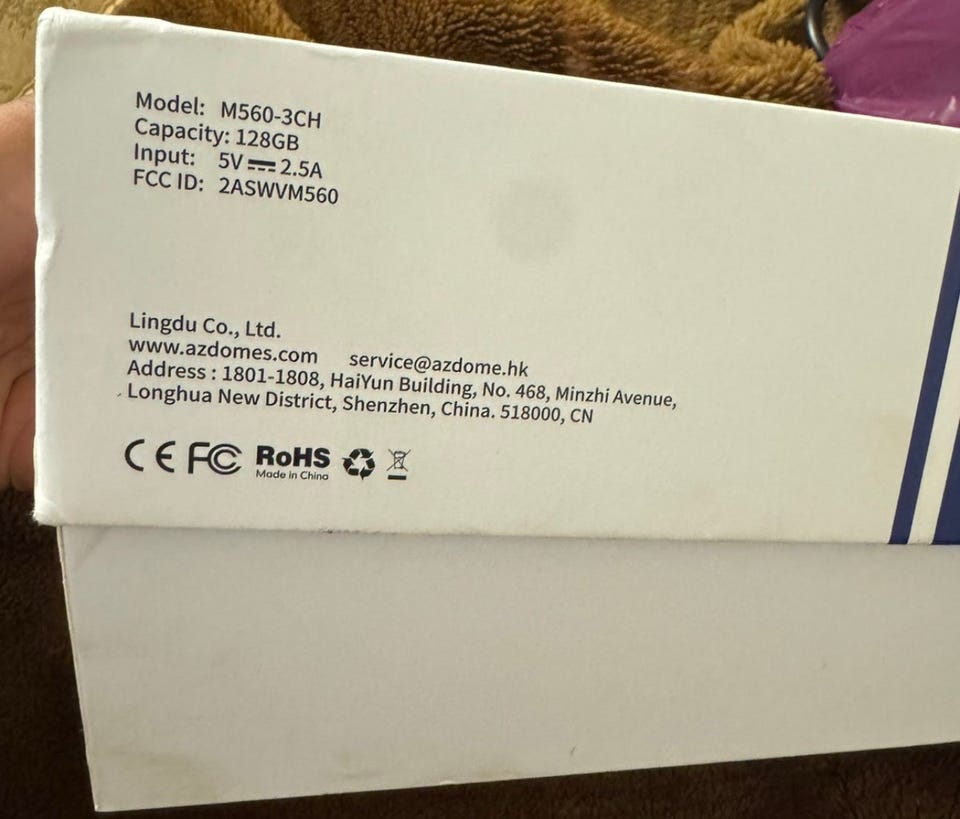 Model: M560-3CH
Capacity: 128GB
Input: 5V 2.5A
FCC ID: 2ASWVM560
Lingdu Co., Ltd.
www.azdomes.com service@azdome.hk
Address : 1801-1808, HaiYun Building, No. 468, Minzhi Avenue,
Longhua New District, Shenzhen, China. 518000, CN
CE FC RoHS
Made in China